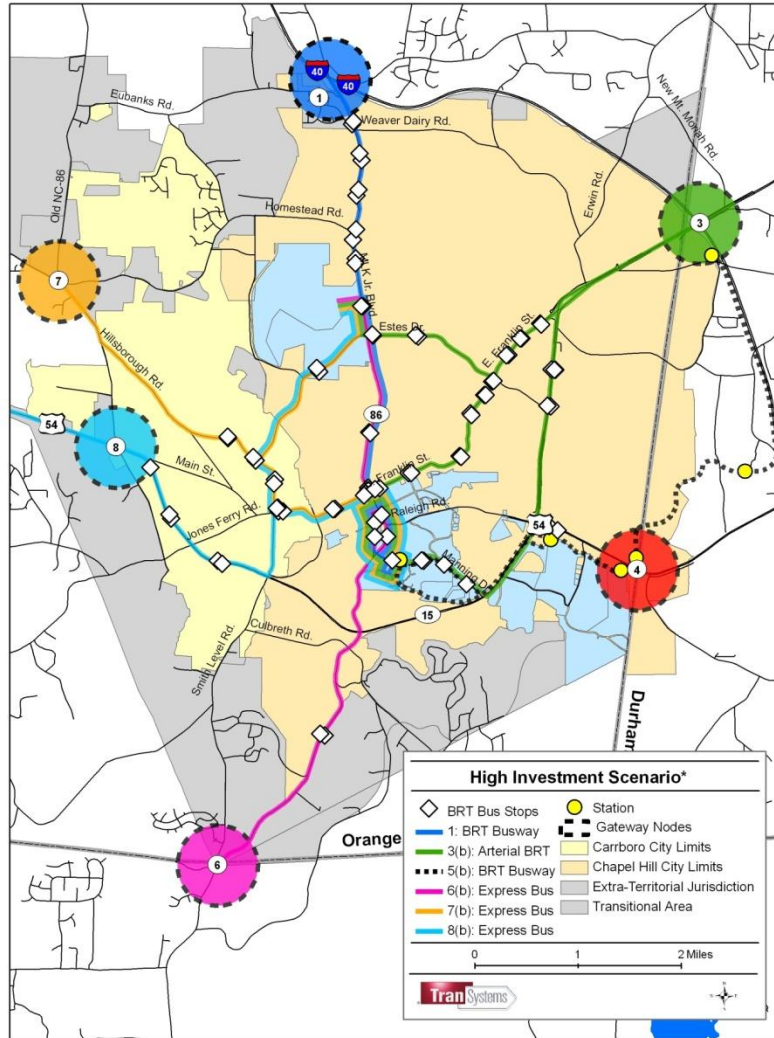 40
40
1
Eubanks Rd.
Weaver Dairy Rd.
New Mt. Moriah Rd.
Old NC-86
Homestead Rd.
Erwin Rd.
3
7
MLK Jr. Blvd.
Estes Dr.
E. Franklin St.
Hillsborough Rd.
54
86
8
Main St.
Franklin St.
Jones Ferry Rd.
Raleigh Rd.
54
Manning Dr.
4
15
Culbreth Rd.
Smith Level Rd.
Durham
Orange
6
High Investment Scenario*
BRT Bus Stops
1: BRT Busway
3(b): Arterial BRT
5(b): BRT Busway
6(b): Express Bus
7(b): Express Bus
8(b): Express Bus
Station
Gateway Nodes
Carrboro City Limits
Chapel Hill City Limits
Extra-Territorial Jurisdiction
Transitional Area
0 1 2 Miles
TranSystems